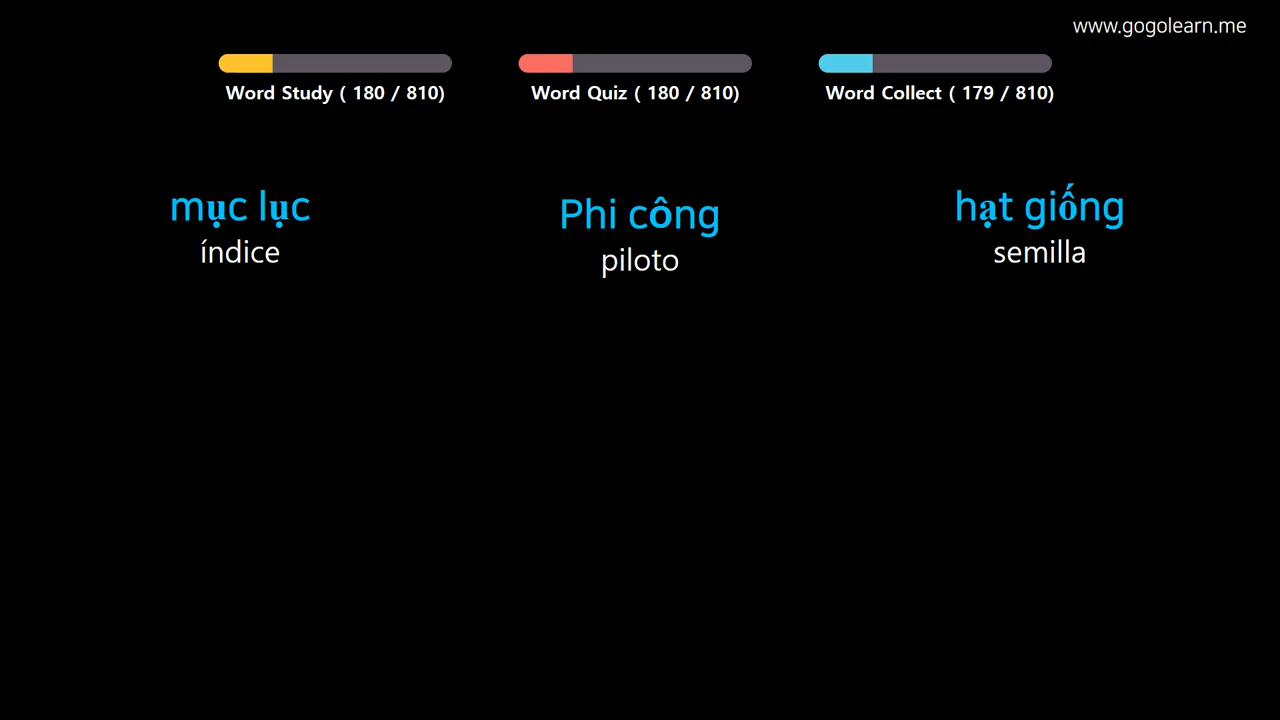 www.gogolearn.me
Word Study ( 180 / 810)
Word Quiz ( 180 / 810)
Word Collect ( 179 / 810)
mục lục
índice
Phi công
piloto
hạt giống
semilla